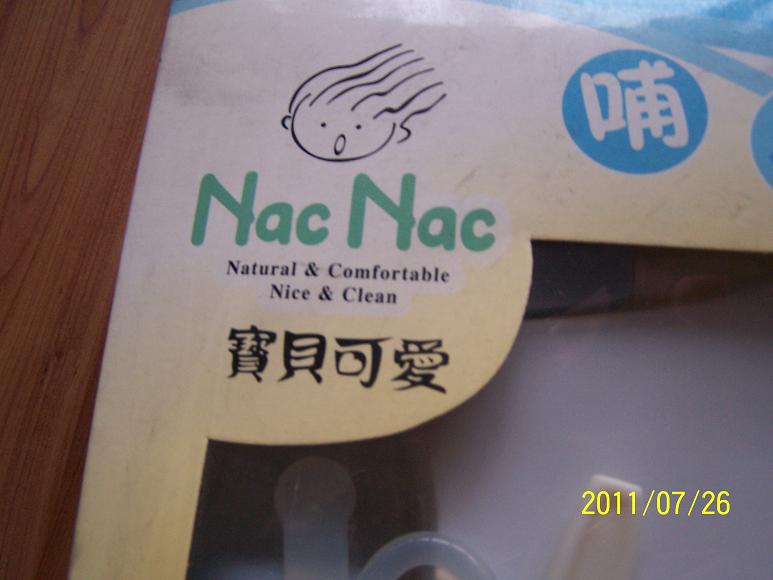 哺
Nac Nac
Natural & Comfortable
Nice & Clean
寶貝可愛
2011/07/26